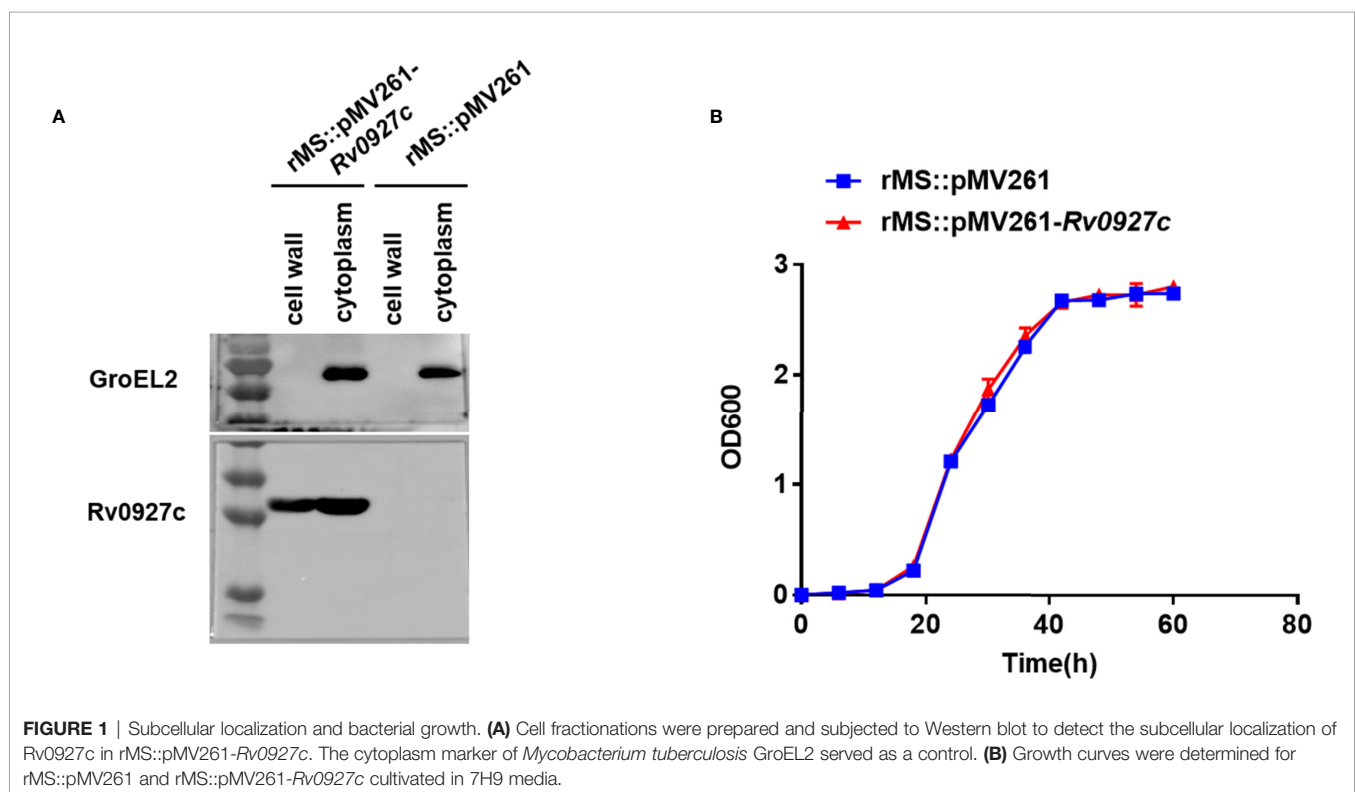 A
rMS::pMV261-
Rv0927c
rMS::pMV261
cell wall
cytoplasm
cell wall
cytoplasm
GroEL2
Rv0927c
B
rMS::pMV261
rMS::pMV261-Rv0927c
3
2
1
0
OD600
0
20
40
60
80
Time(h)
FIGURE 1 | Subcellular localization and bacterial growth. (A) Cell fractionations were prepared and subjected to Western blot to detect the subcellular localization of
Rv0927c in rMS::pMV261-Rv0927c. The cytoplasm marker of Mycobacterium tuberculosis GroEL2 served as a control. (B) Growth curves were determined for
rMS::pMV261 and rMS::pMV261-Rv0927c cultivated in 7H9 media.